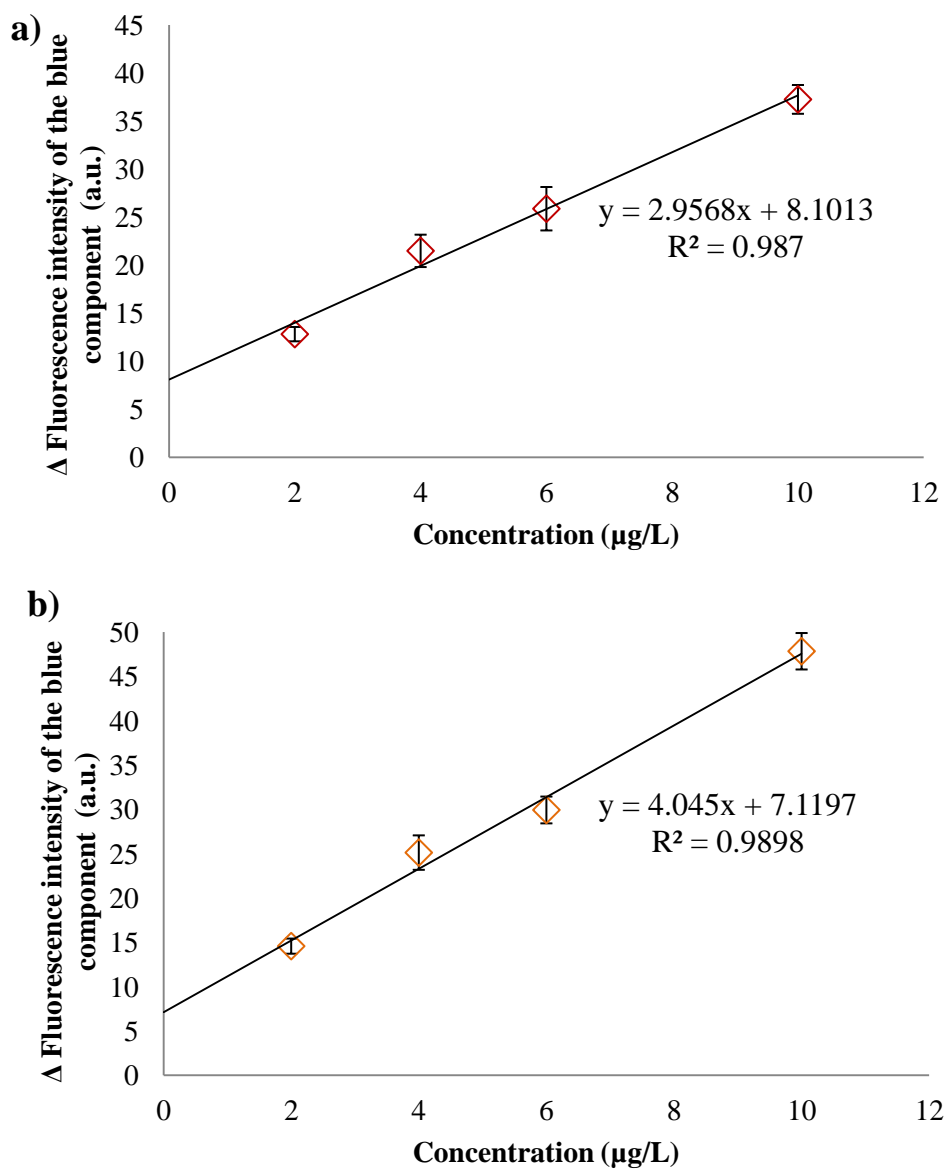 a)
Δ Fluorescence intensity of the blue
component (a.u.)
45
40
35
30
25
20
15
10
5
0
y = 2.9568x + 8.1013
R² = 0.987
0 2 4 6 8 10 12
Concentration (µg/L)
b)
Δ Fluorescence intensity of the blue
component (a.u.)
50
45
40
35
30
25
20
15
10
5
0
y = 4.045x + 7.1197
R² = 0.9898
0 2 4 6 8 10 12
Concentration (µg/L)